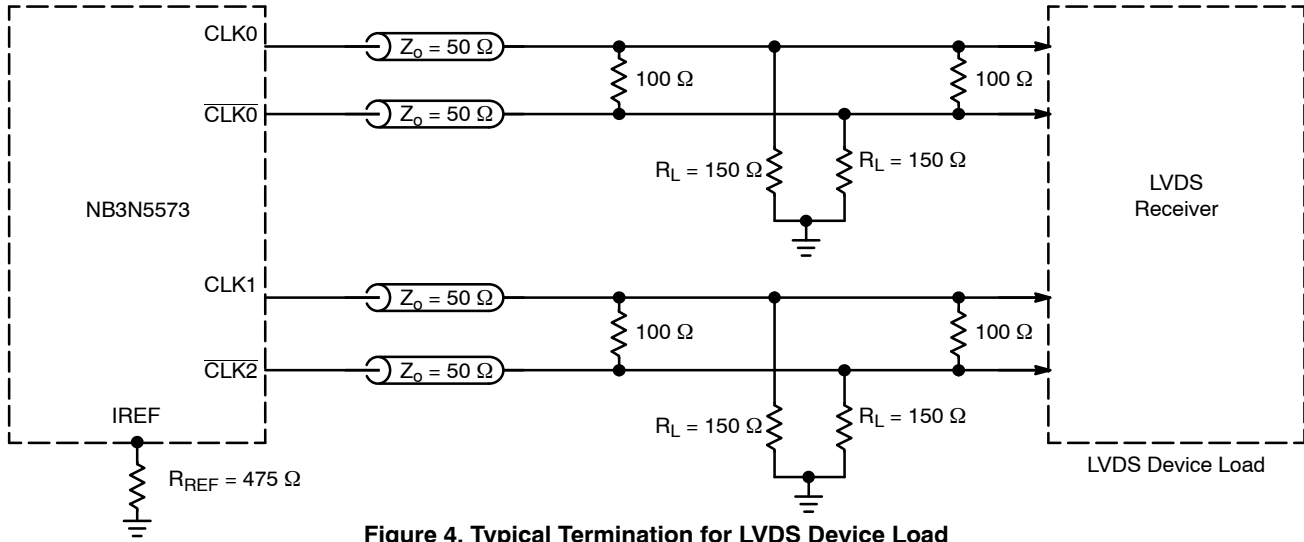 CLK0
Z₀ = 50 Ω
100 Ω
100 Ω
C̅L̅K̅0̅
Z₀ = 50 Ω
R_L = 150 Ω
R_L = 150 Ω
NB3N5573
LVDS
Receiver
CLK1
Z₀ = 50 Ω
100 Ω
100 Ω
C̅L̅K̅2̅
Z₀ = 50 Ω
R_L = 150 Ω
R_L = 150 Ω
IREF
R_REF = 475 Ω
LVDS Device Load
Figure 4. Typical Termination for LVDS Device Load